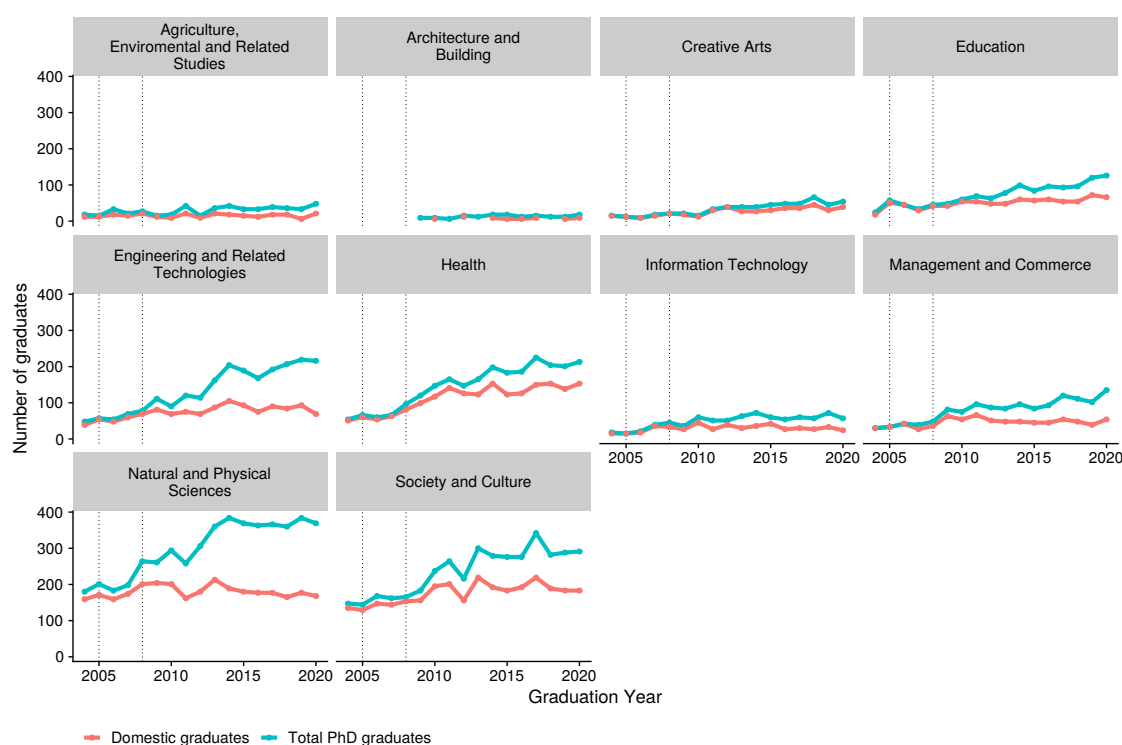 Agriculture,
Enviromental and Related
Studies
Architecture and
Building
Creative Arts
Education
400
300
200
100
0
Engineering and Related
Technologies
Health
Information Technology
Management and Commerce
400
300
200
100
0
2005 2010 2015 2020
2005 2010 2015 2020
Natural and Physical
Sciences
Society and Culture
400
300
200
100
0
2005 2010 2015 2020
2005 2010 2015 2020
Number of graduates
Graduation Year
Domestic graduates Total PhD graduates